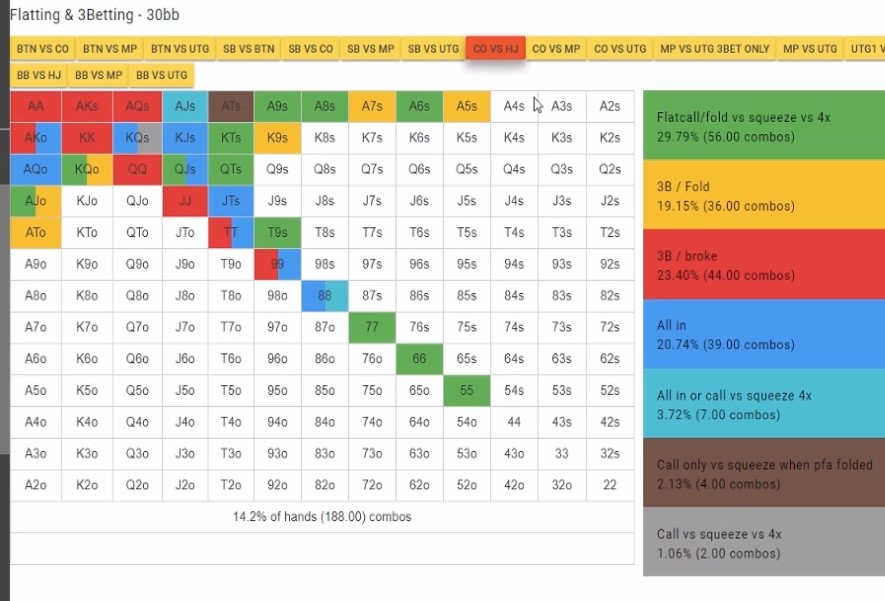 Flatting & 3Betting - 30bb
BTN VS CO BTN VS MP BTN VS UTG SB VS BTN SB VS CO SB VS MP SB VS UTG CO VS HJ CO VS MP CO VS UTG MP VS UTG 3BET ONLY MP VS UTG UTG1 V
BB VS HJ BB VS MP BB VS UTG
AA AKs AQs AJs ATs A9s A8s A7s A6s A5s A4s A3s A2s
AKo KK KQs KJs KTs K9s K8s K7s K6s K5s K4s K3s K2s
AQo KQo QQ QJs QTs Q9s Q8s Q7s Q6s Q5s Q4s Q3s Q2s
AJo KJo QJo JJ JTs J9s J8s J7s J6s J5s J4s J3s J2s
ATo KTo QTo JTo TT T9s T8s T7s T6s T5s T4s T3s T2s
A9o K9o Q9o J9o T9o 99 98s 97s 96s 95s 94s 93s 92s
A8o K8o Q8o J8o T8o 98o 88 87s 86s 85s 84s 83s 82s
A7o K7o Q7o J7o T7o 97o 87o 77 76s 75s 74s 73s 72s
A6o K6o Q6o J6o T6o 96o 86o 76o 66 65s 64s 63s 62s
A5o K5o Q5o J5o T5o 95o 85o 75o 65o 55 54s 53s 52s
A4o K4o Q4o J4o T4o 94o 84o 74o 64o 54o 44 43s 42s
A3o K3o Q3o J3o T3o 93o 83o 73o 63o 53o 43o 33 32s
A2o K2o Q2o J2o T2o 92o 82o 72o 62o 52o 42o 32o 22
14.2% of hands (188.00) combos
Flatcall/fold vs squeeze vs 4x
29.79% (56.00 combos)
3B / Fold
19.15% (36.00 combos)
3B / broke
23.40% (44.00 combos)
All in
20.74% (39.00 combos)
All in or call vs squeeze 4x
3.72% (7.00 combos)
Call only vs squeeze when pfa folded
2.13% (4.00 combos)
Call vs squeeze vs 4x
1.06% (2.00 combos)